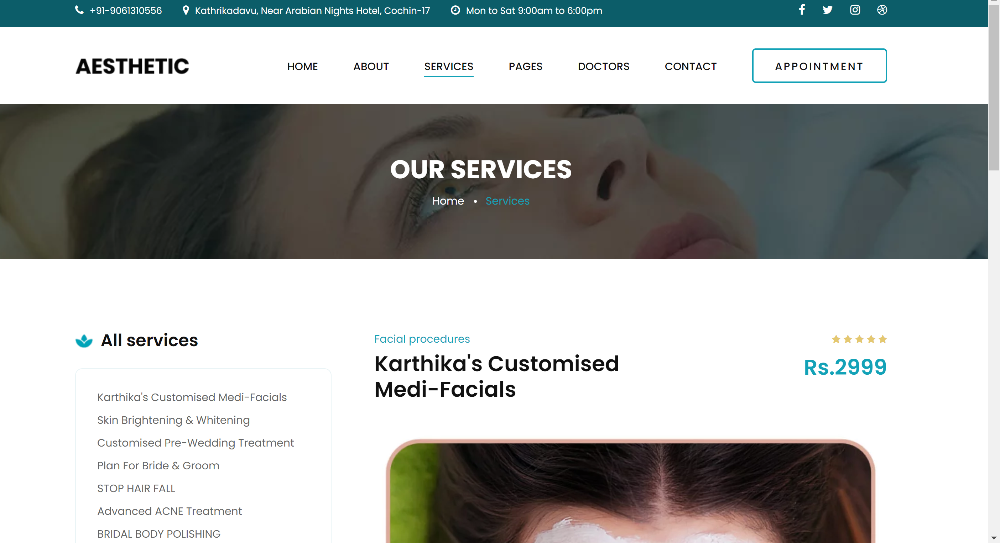 +91-9061310556
Kathrikadavu, Near Arabian Nights Hotel, Cochin-17
Mon to Sat 9:00am to 6:00pm
AESTHETIC
HOME
ABOUT
SERVICES
PAGES
DOCTORS
CONTACT
APPOINTMENT
OUR SERVICES
Home • Services
All services
Karthika's Customised Medi-Facials
Skin Brightening & Whitening
Customised Pre-Wedding Treatment
Plan For Bride & Groom
STOP HAIR FALL
Advanced ACNE Treatment
BRIDAL BODY POLISHING
Facial procedures
Karthika's Customised
Medi-Facials
Rs.2999